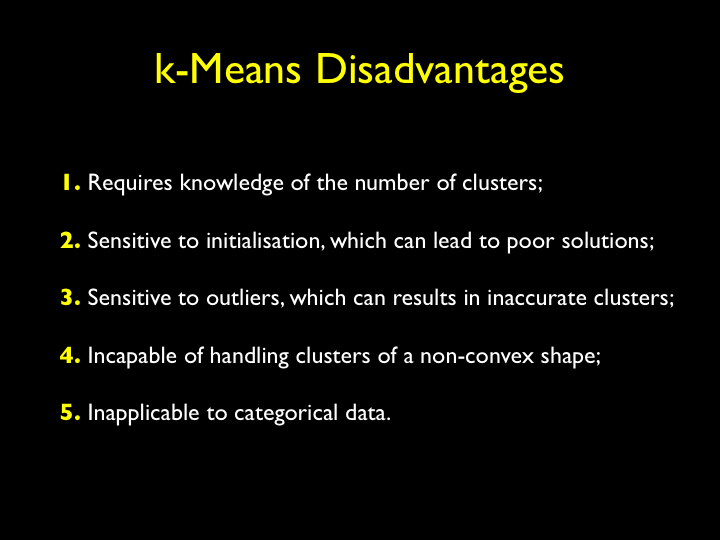 k-Means Disadvantages
1. Requires knowledge of the number of clusters;
2. Sensitive to initialisation, which can lead to poor solutions;
3. Sensitive to outliers, which can results in inaccurate clusters;
4. Incapable of handling clusters of a non-convex shape;
5. Inapplicable to categorical data.